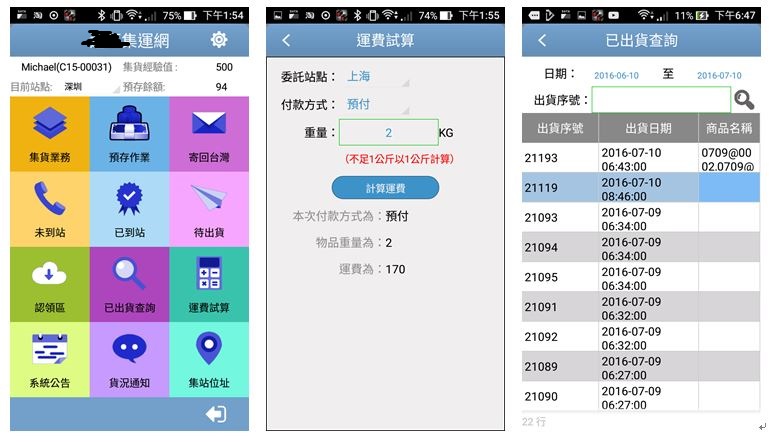 75% 下午1:54
集運網
Michael(C15-00031) 集貨經驗值: 500
目前站點: 深圳 預存餘額: 94
集貨業務
預存作業
寄回台灣
未到站
已到站
待出貨
認領區
已出貨查詢
運費試算
系統公告
貨況通知
集站位址
74% 下午1:55
運費試算
委託站點： 上海
付款方式： 預付
重量： 2 KG
(不足1公斤以1公斤計算)
計算運費
本次付款方式為：預付
物品重量為：2
運費為：170
11% 下午6:47
已出貨查詢
日期： 2016-06-10 至 2016-07-10
出貨序號：
出貨序號 出貨日期 商品名稱
21193 2016-07-10 06:43:00 0709@00 02.0709@
21119 2016-07-10 08:46:00
21093 2016-07-09 06:34:00
21094 2016-07-09 06:34:00
21095 2016-07-09 06:34:00
21091 2016-07-09 06:32:00
21092 2016-07-09 06:32:00
21089 2016-07-09 06:27:00
21090 2016-07-09 06:27:00
22 行